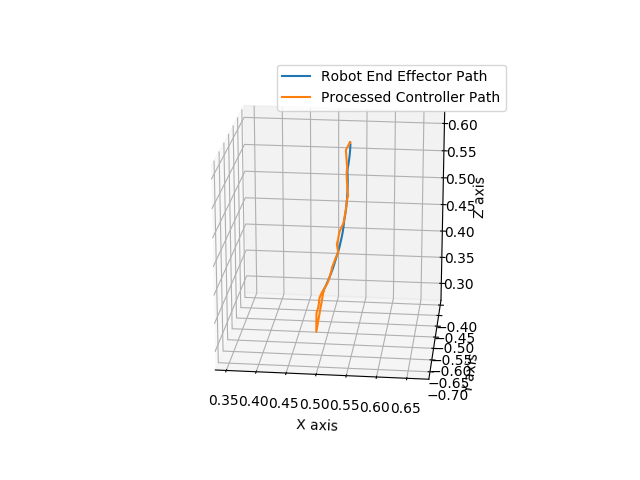 Robot End Effector Path
Processed Controller Path
0.60
0.55
0.50
0.45
0.40
0.35
0.30
Z axis
−0.40
−0.45
−0.50
−0.55
−0.60
−0.65
−0.70
Y axis
0.35 0.40 0.45 0.50 0.55 0.60 0.65
X axis